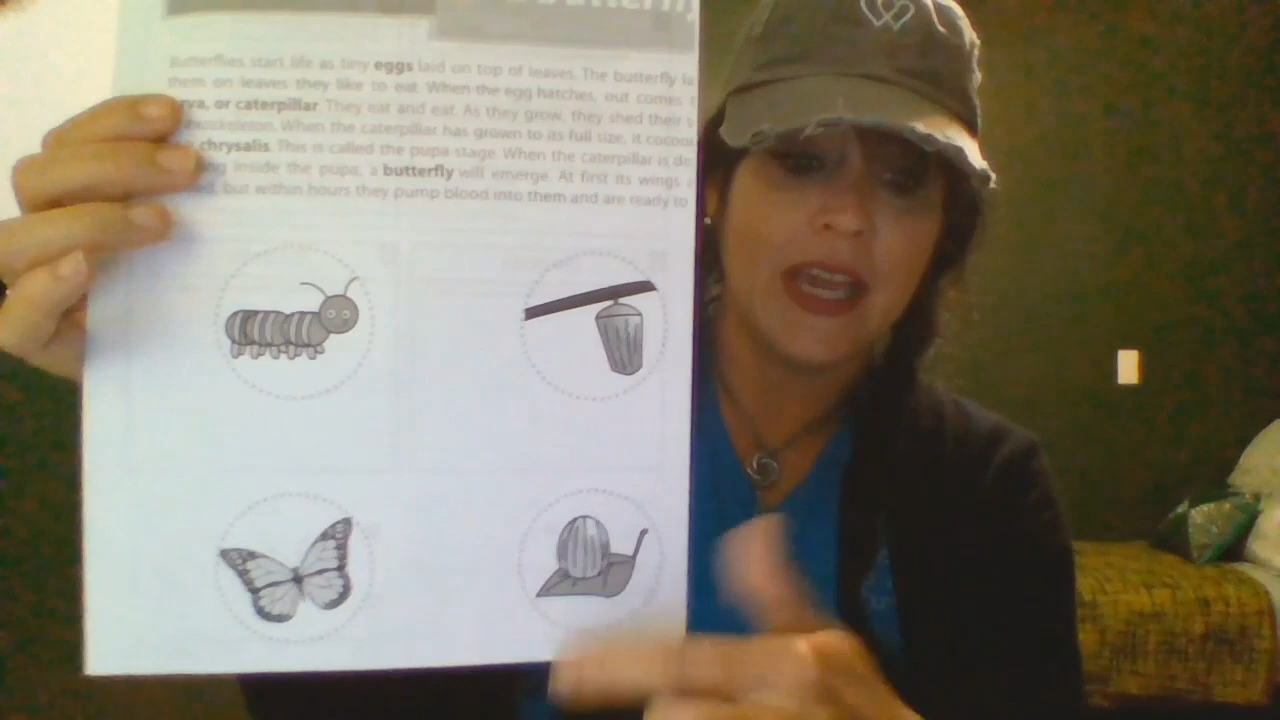 Butterfly
Butterflies start life as tiny eggs laid on top of leaves. The butterfly
them on leaves they like to eat. When the egg hatches, out comes
or caterpillar. They eat and eat. As they grow, they shed their
When the caterpillar has grown to its full size, it
chrysalis. This is called the pupa stage. When the caterpillar is
inside the pupa, a butterfly will emerge. At first its wings
but within hours they pump blood into them and are ready to